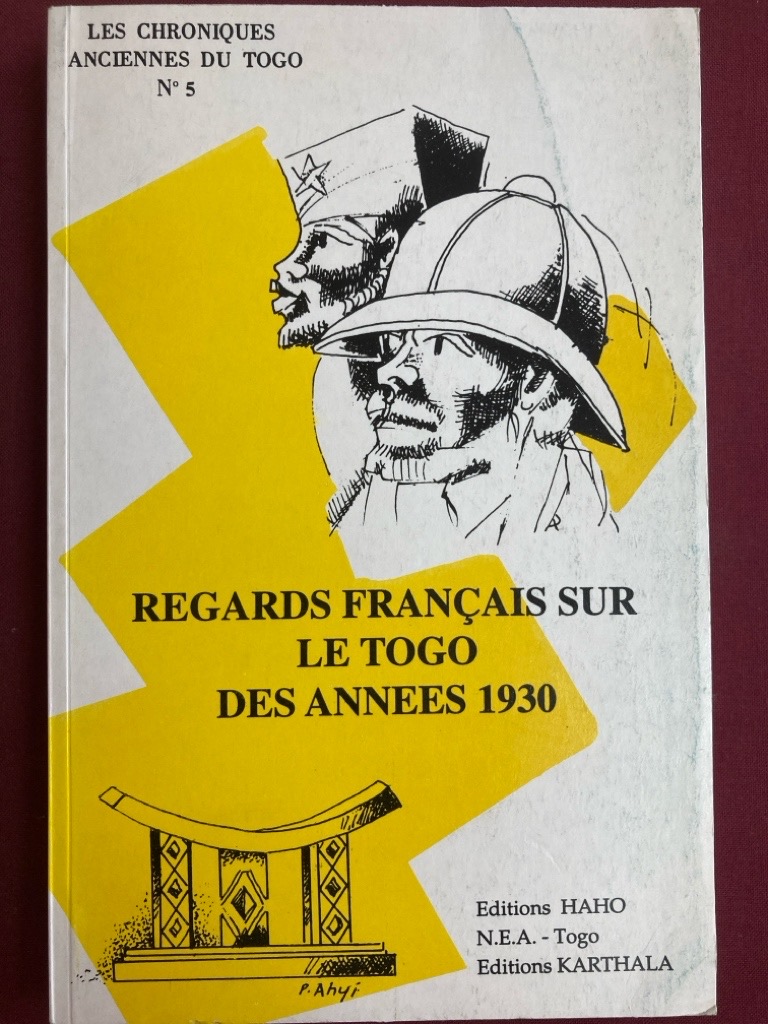 LES CHRONIQUES
ANCIENNES DU TOGO
N° 5
REGARDS FRANÇAIS SUR
LE TOGO
DES ANNEES 1930
Editions HAHO
N.E.A. - Togo
Editions KARTHALA
P. Ahyi